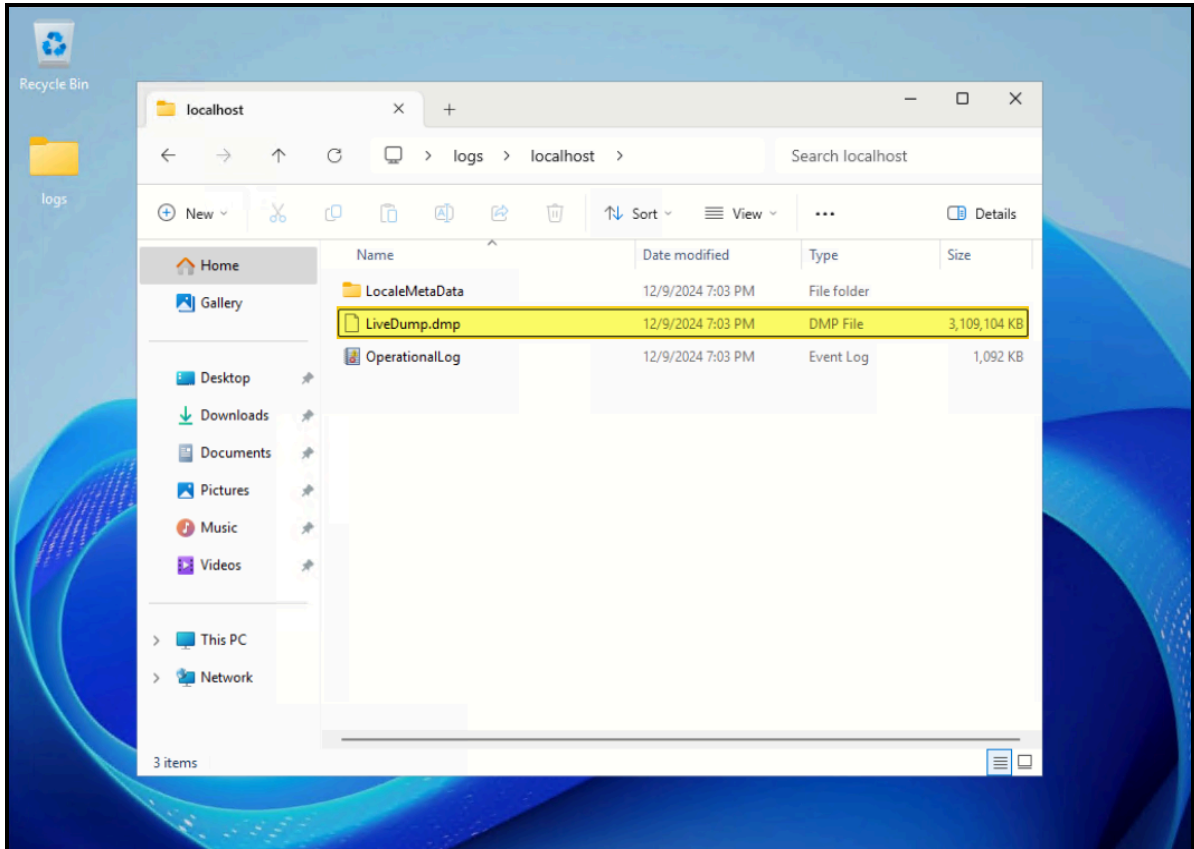 Recycle Bin
logs
localhost
logs > localhost >
Search localhost
New
Sort
View
Details
Name
Date modified
Type
Size
LocaleMetaData 12/9/2024 7:03 PM File folder
LiveDump.dmp 12/9/2024 7:03 PM DMP File 3,109,104 KB
OperationalLog 12/9/2024 7:03 PM Event Log 1,092 KB
Home
Gallery
Desktop
Downloads
Documents
Pictures
Music
Videos
This PC
Network
3 items